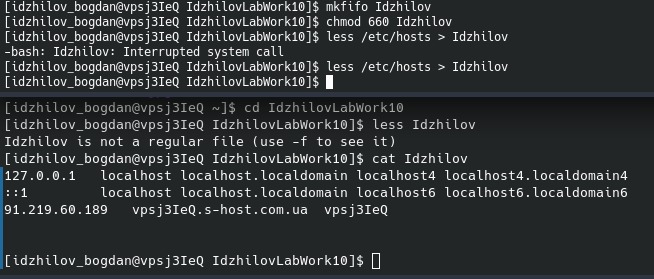 [idzhilov_bogdan@vpsj3IeQ IdzhilovLabWork10]$ mkfifo Idzhilov
[idzhilov_bogdan@vpsj3IeQ IdzhilovLabWork10]$ chmod 660 Idzhilov
[idzhilov_bogdan@vpsj3IeQ IdzhilovLabWork10]$ less /etc/hosts > Idzhilov
-bash: Idzhilov: Interrupted system call
[idzhilov_bogdan@vpsj3IeQ IdzhilovLabWork10]$ less /etc/hosts > Idzhilov
[idzhilov_bogdan@vpsj3IeQ IdzhilovLabWork10]$
[idzhilov_bogdan@vpsj3IeQ ~]$ cd IdzhilovLabWork10
[idzhilov_bogdan@vpsj3IeQ IdzhilovLabWork10]$ less Idzhilov
Idzhilov is not a regular file (use -f to see it)
[idzhilov_bogdan@vpsj3IeQ IdzhilovLabWork10]$ cat Idzhilov
127.0.0.1   localhost localhost.localdomain localhost4 localhost4.localdomain4
::1         localhost localhost.localdomain localhost6 localhost6.localdomain6
91.219.60.189   vpsj3IeQ.s-host.com.ua  vpsj3IeQ
[idzhilov_bogdan@vpsj3IeQ IdzhilovLabWork10]$